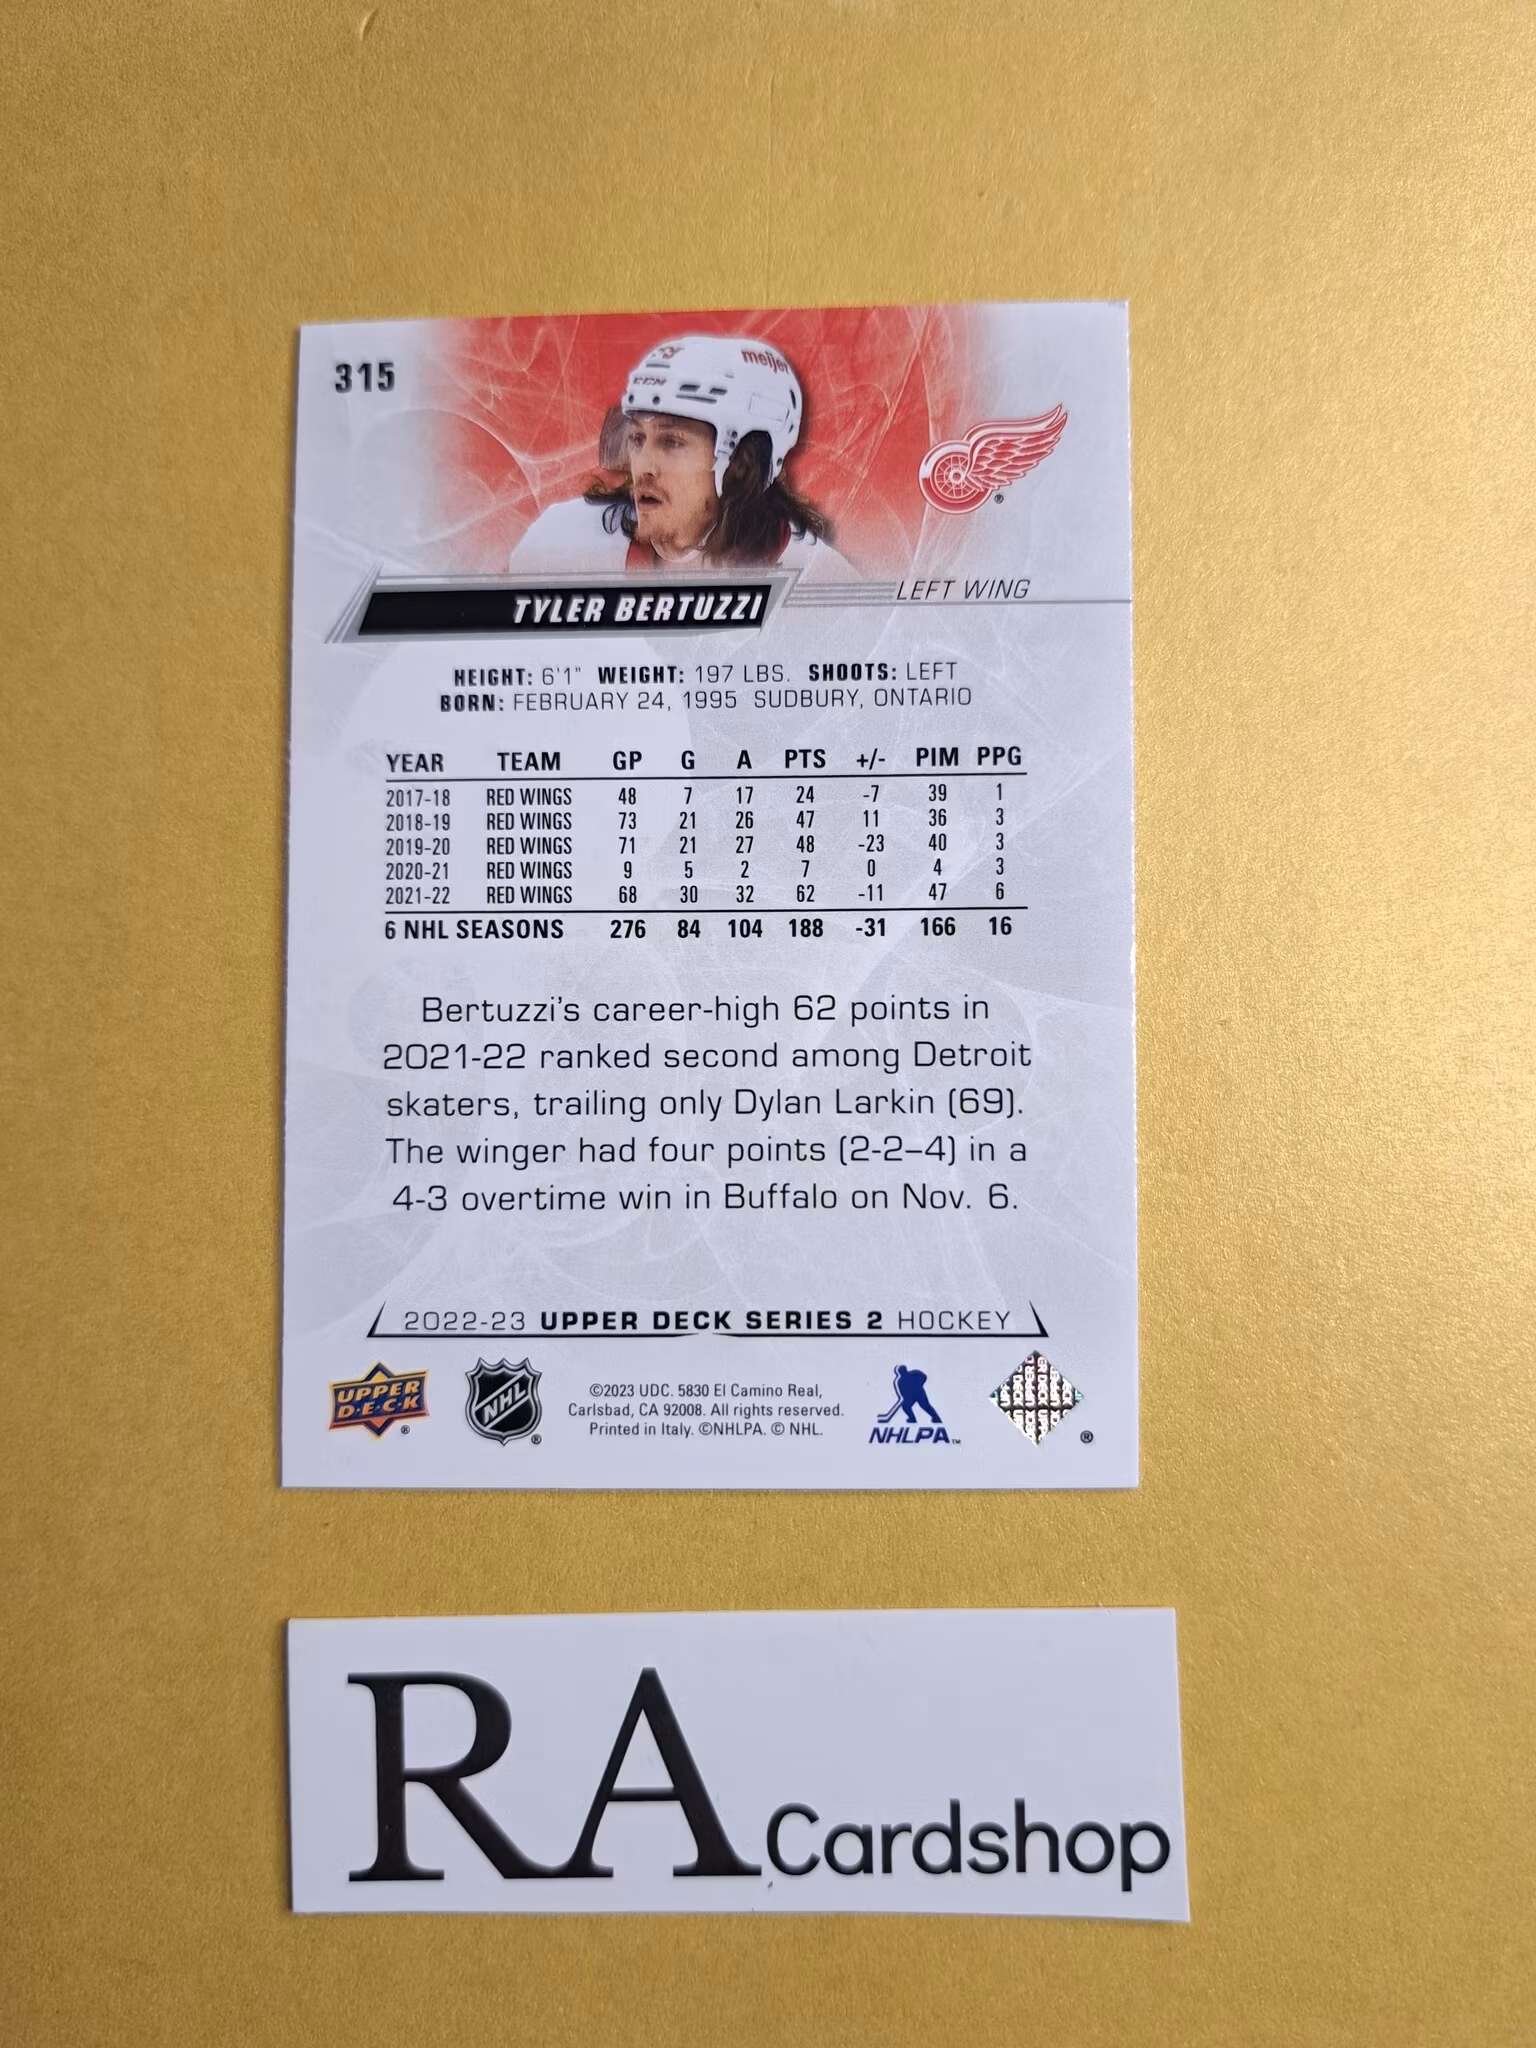 315
meijer
CCM
TYLER BERTUZZI
LEFT WING
HEIGHT: 6'1" WEIGHT: 197 LBS. SHOOTS: LEFT
BORN: FEBRUARY 24, 1995 SUDBURY, ONTARIO
YEAR TEAM GP G A PTS +/- PIM PPG
2017-18 RED WINGS 48 7 17 24 -7 39 1
2018-19 RED WINGS 73 21 26 47 11 36 3
2019-20 RED WINGS 71 21 27 48 -23 40 3
2020-21 RED WINGS 9 5 2 7 0 4 3
2021-22 RED WINGS 68 30 32 62 -11 47 6
6 NHL SEASONS 276 84 104 188 -31 166 16
Bertuzzi's career-high 62 points in
2021-22 ranked second among Detroit
skaters, trailing only Dylan Larkin (69).
The winger had four points (2-2–4) in a
4-3 overtime win in Buffalo on Nov. 6.
2022-23 UPPER DECK SERIES 2 HOCKEY
UPPER
D·E·C·K ®
NHL ®
©2023 UDC. 5830 El Camino Real,
Carlsbad, CA 92008. All rights reserved.
Printed in Italy. ©NHLPA. © NHL.
NHLPA™
®
RA Cardshop